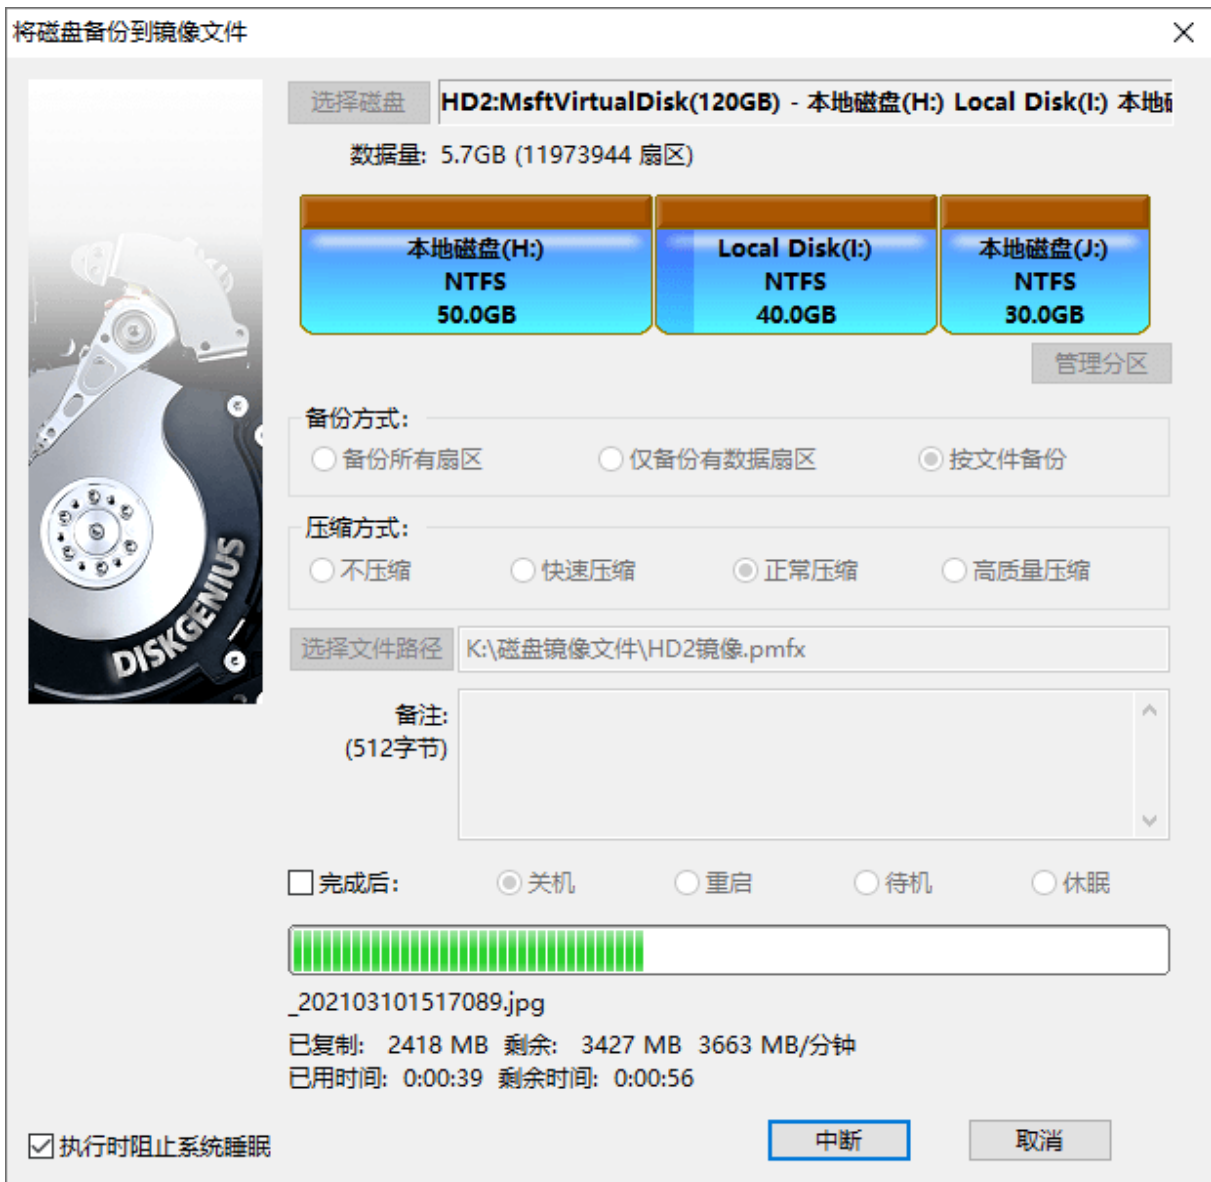 将磁盘备份到镜像文件
选择磁盘 HD2:MsftVirtualDisk(120GB) - 本地磁盘(H:) Local Disk(I:) 本地
数据量: 5.7GB (11973944 扇区)
本地磁盘(H:) Local Disk(I:) 本地磁盘(J:)
NTFS NTFS NTFS
50.0GB 40.0GB 30.0GB
管理分区
备份方式:
备份所有扇区 仅备份有数据扇区 按文件备份
压缩方式:
不压缩 快速压缩 正常压缩 高质量压缩
DISKGENIUS
选择文件路径 K:\磁盘镜像文件\HD2镜像.pmfx
备注:
(512字节)
完成后: 关机 重启 待机 休眠
_202103101517089.jpg
已复制: 2418 MB 剩余: 3427 MB 3663 MB/分钟
已用时间: 0:00:39 剩余时间: 0:00:56
执行时阻止系统睡眠 中断 取消